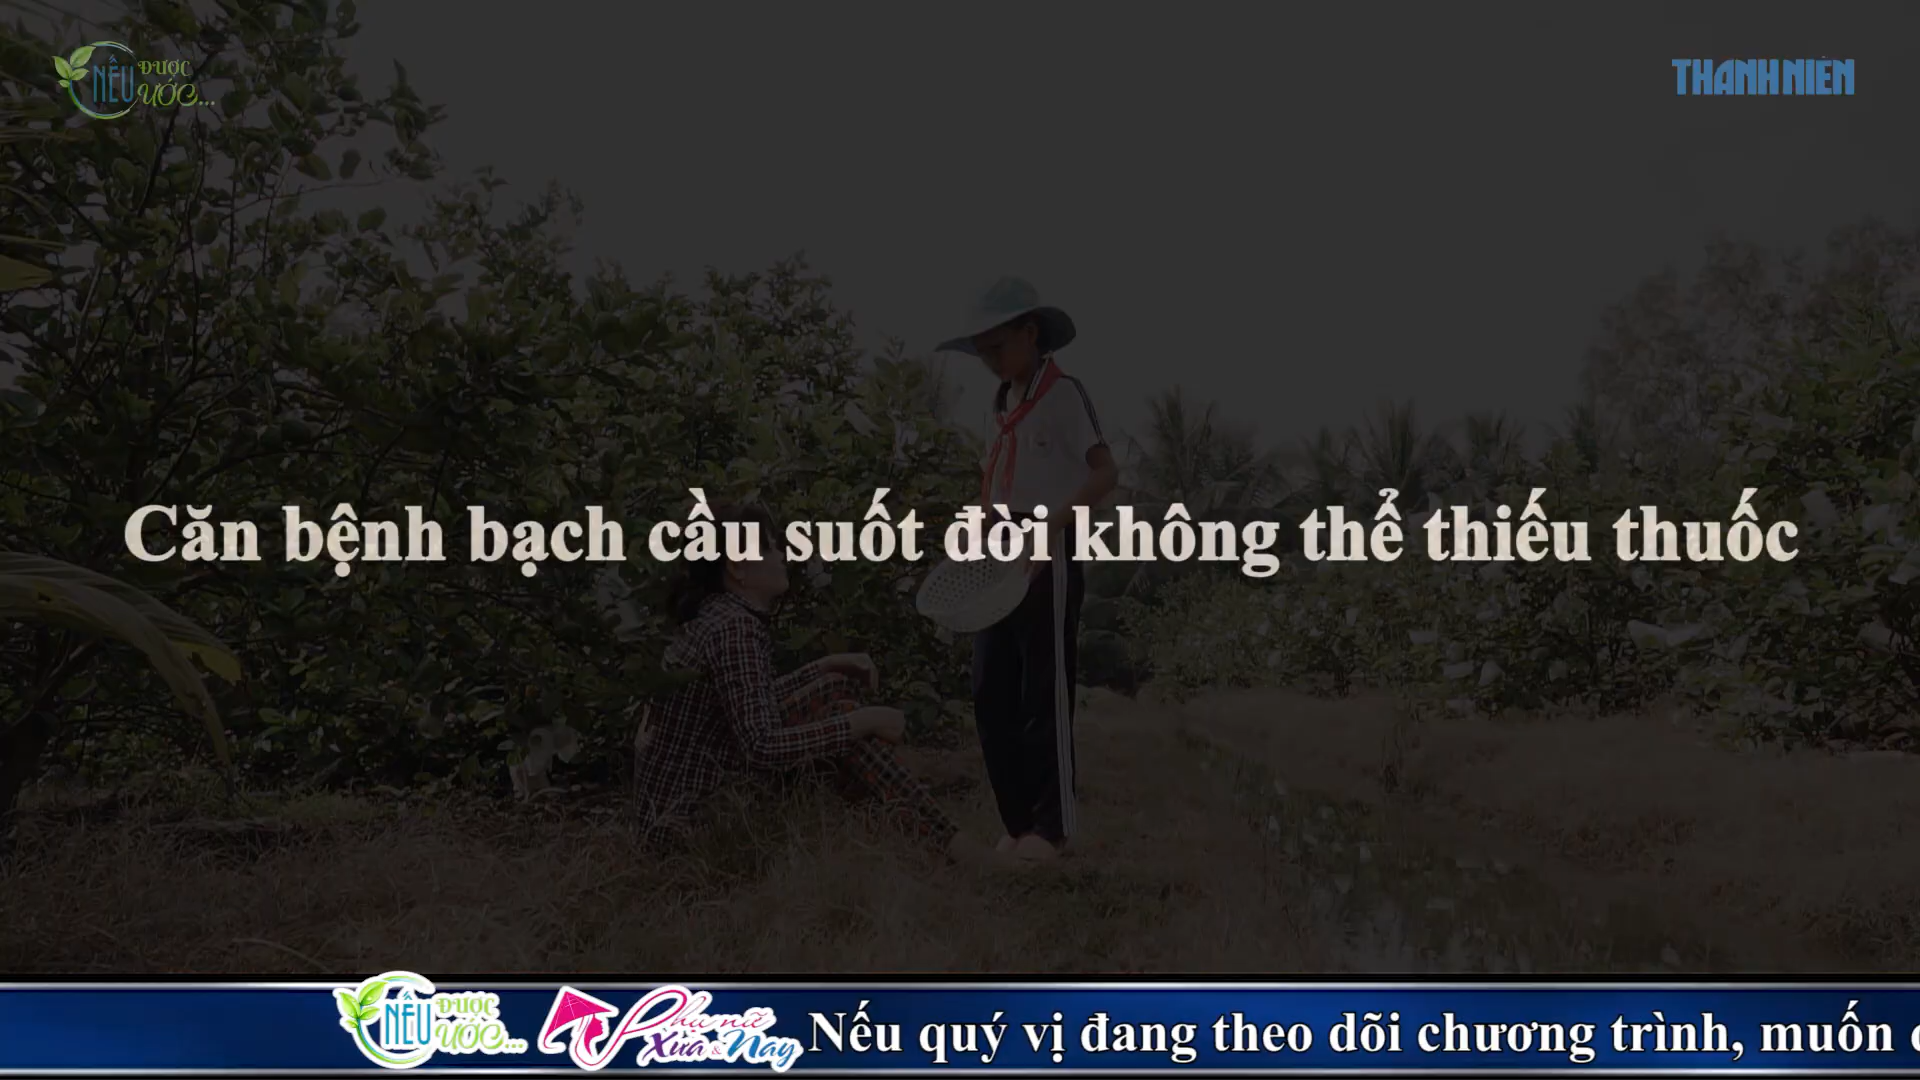 NẾU ĐƯỢC ƯỚC...
THANH NIÊN
Căn bệnh bạch cầu suốt đời không thể thiếu thuốc
NẾU ĐƯỢC ƯỚC... Phụ nữ Xưa & Nay Nếu quý vị đang theo dõi chương trình, muốn